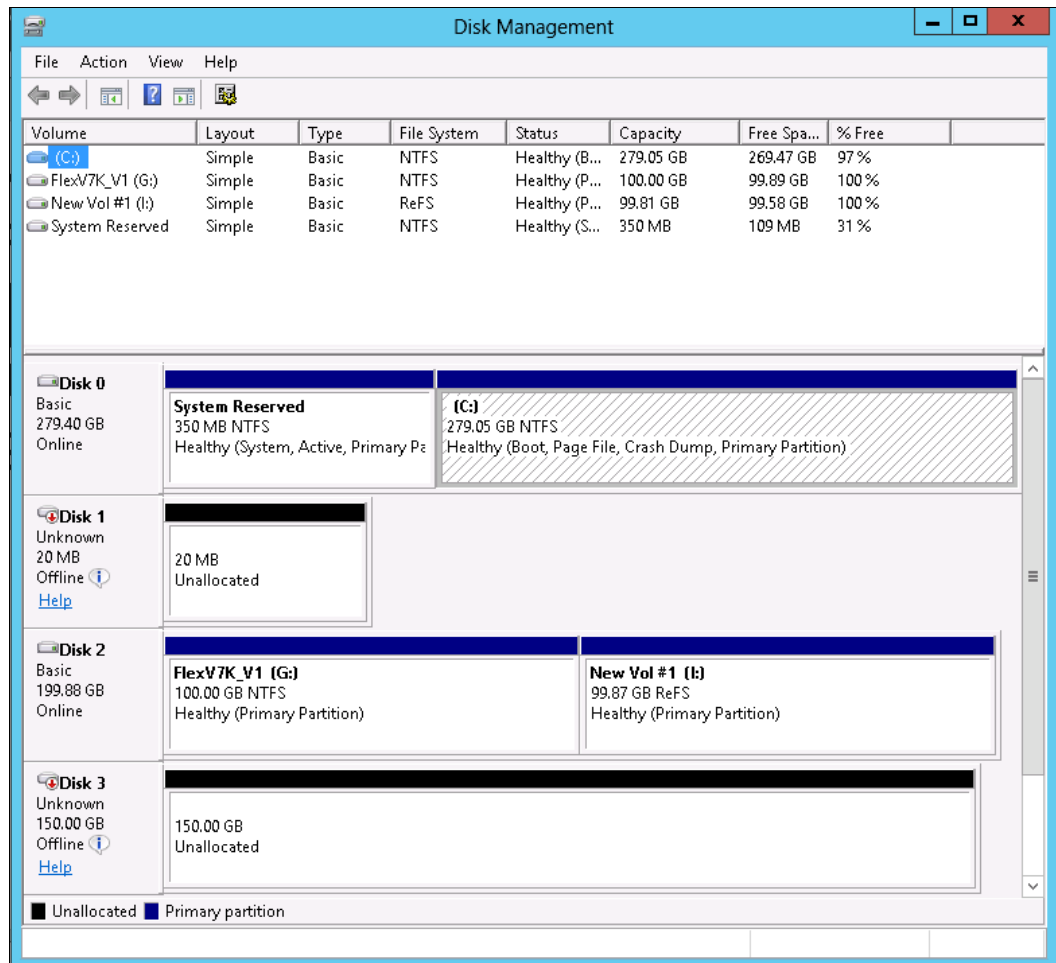 Disk Management
File Action View Help
Volume Layout Type File System Status Capacity Free Spa... % Free
(C:) Simple Basic NTFS Healthy (B... 279.05 GB 269.47 GB 97 %
FlexV7K_V1 (G:) Simple Basic NTFS Healthy (P... 100.00 GB 99.89 GB 100 %
New Vol #1 (I:) Simple Basic ReFS Healthy (P... 99.81 GB 99.58 GB 100 %
System Reserved Simple Basic NTFS Healthy (S... 350 MB 109 MB 31 %
Disk 0
Basic
279.40 GB
Online
System Reserved
350 MB NTFS
Healthy (System, Active, Primary Pa
(C:)
279.05 GB NTFS
Healthy (Boot, Page File, Crash Dump, Primary Partition)
Disk 1
Unknown
20 MB
Offline
Help
20 MB
Unallocated
Disk 2
Basic
199.88 GB
Online
FlexV7K_V1 (G:)
100.00 GB NTFS
Healthy (Primary Partition)
New Vol #1 (I:)
99.87 GB ReFS
Healthy (Primary Partition)
Disk 3
Unknown
150.00 GB
Offline
Help
150.00 GB
Unallocated
Unallocated Primary partition